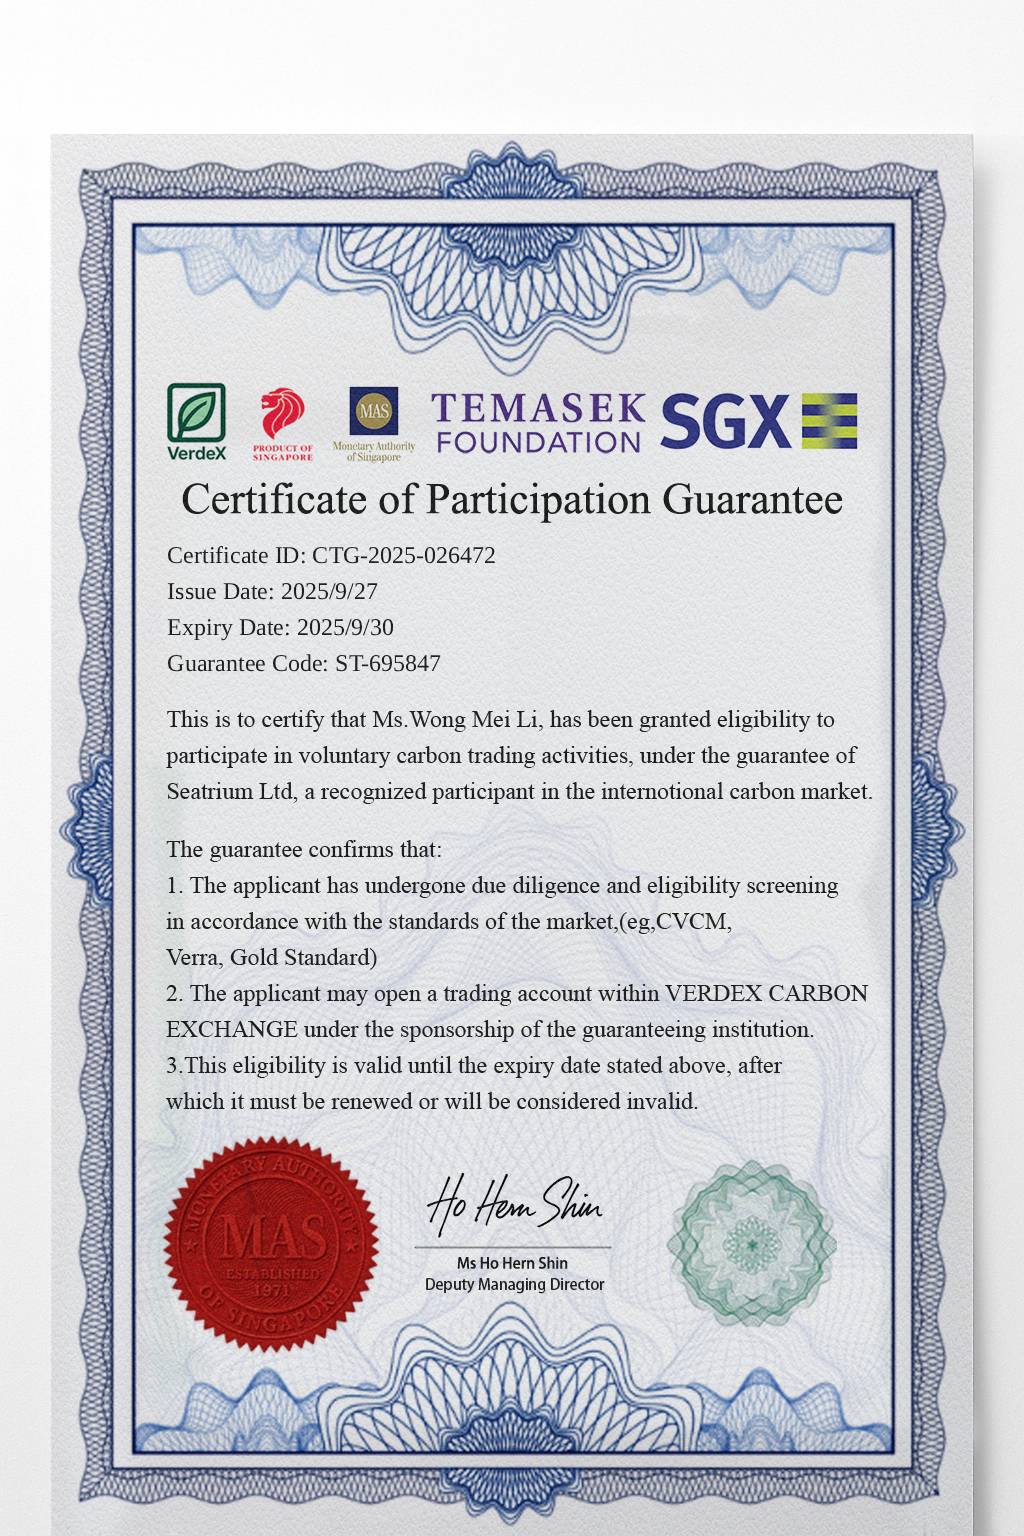 VerdeX
PRODUCT OF
SINGAPORE
MAS
Monetary Authority
of Singapore
TEMASEK
FOUNDATION
SGX
Certificate of Participation Guarantee
Certificate ID: CTG-2025-026472
Issue Date: 2025/9/27
Expiry Date: 2025/9/30
Guarantee Code: ST-695847
This is to certify that Ms.Wong Mei Li, has been granted eligibility to
participate in voluntary carbon trading activities, under the guarantee of
Seatrium Ltd, a recognized participant in the internotional carbon market.
The guarantee confirms that:
1. The applicant has undergone due diligence and eligibility screening
in accordance with the standards of the market,(eg,CVCM,
Verra, Gold Standard)
2. The applicant may open a trading account within VERDEX CARBON
EXCHANGE under the sponsorship of the guaranteeing institution.
3.This eligibility is valid until the expiry date stated above, after
which it must be renewed or will be considered invalid.
MUNETARY AUTHORITY
MAS
ESTABLISHED
1971
OF SINGAPORE
Ho Hern Shin
Ms Ho Hern Shin
Deputy Managing Director